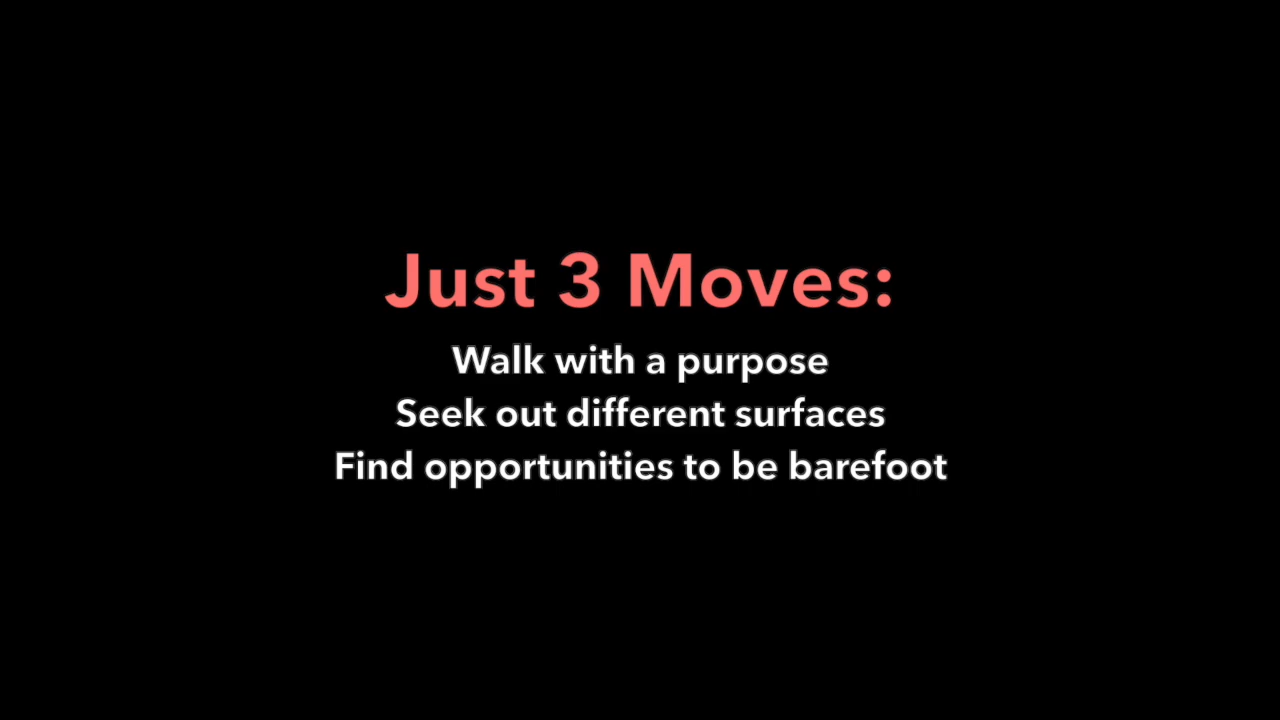 Just 3 Moves:
Walk with a purpose
Seek out different surfaces
Find opportunities to be barefoot